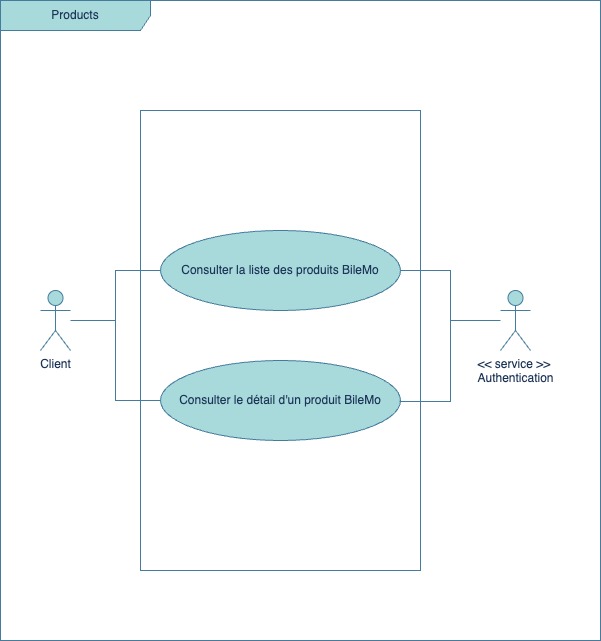 Products
Consulter la liste des produits BileMo
Client
<< service >>
Authentication
Consulter le détail d'un produit BileMo